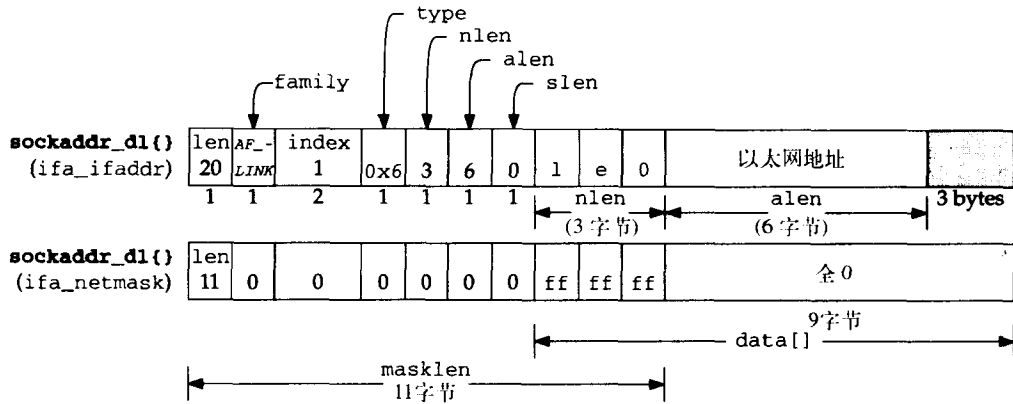 type
nlen
alen
slen
family
sockaddr_dl{} len AF_- index
(ifa_ifaddr) 20 LINK 1 0x6 3 6 0 l e 0 以太网地址
1 1 2 1 1 1 1 nlen alen 3 bytes
(3 字节) (6 字节)
sockaddr_dl{} len
(ifa_netmask) 11 0 0 0 0 0 0 ff ff ff 全 0
9字节
data[]
masklen
11字节